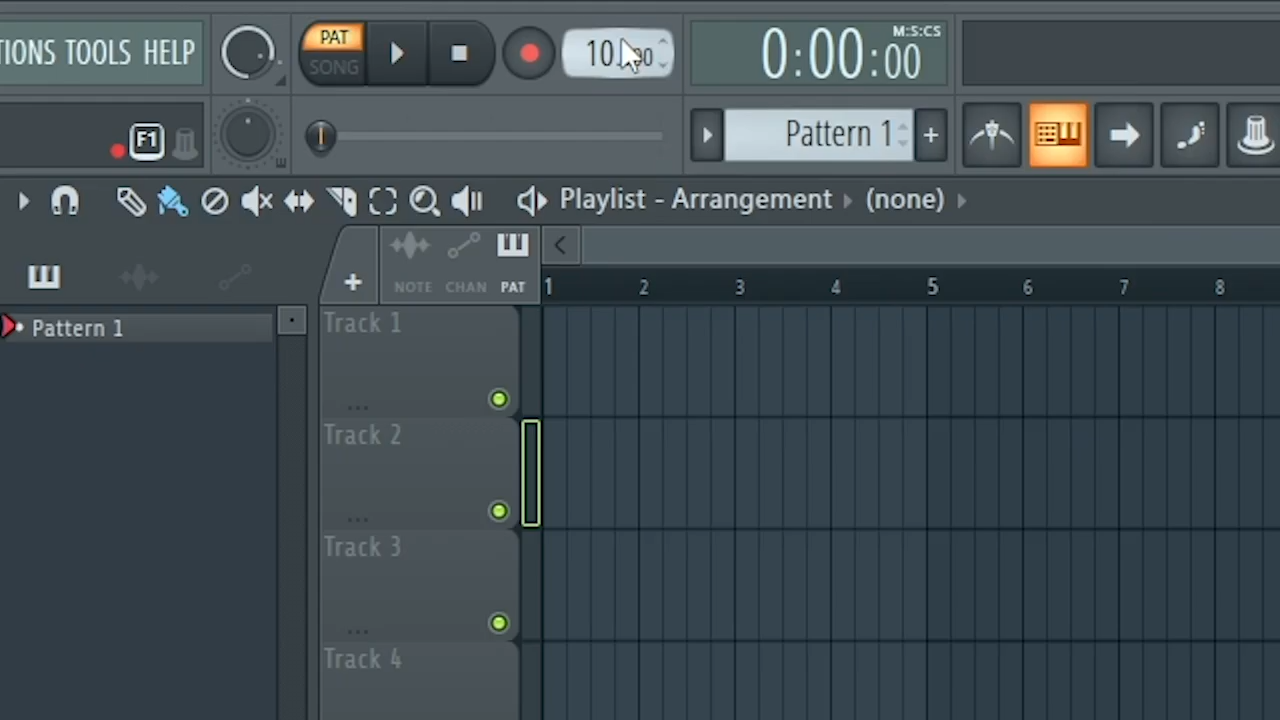 TIONS TOOLS HELP
PAT
SONG
0:00:00
M:S:CS
F1
Pattern 1
+
Playlist - Arrangement
(none)
+
NOTE CHAN PAT
1 2 3 4 5 6 7 8
Pattern 1
Track 1
...
Track 2
...
Track 3
...
Track 4